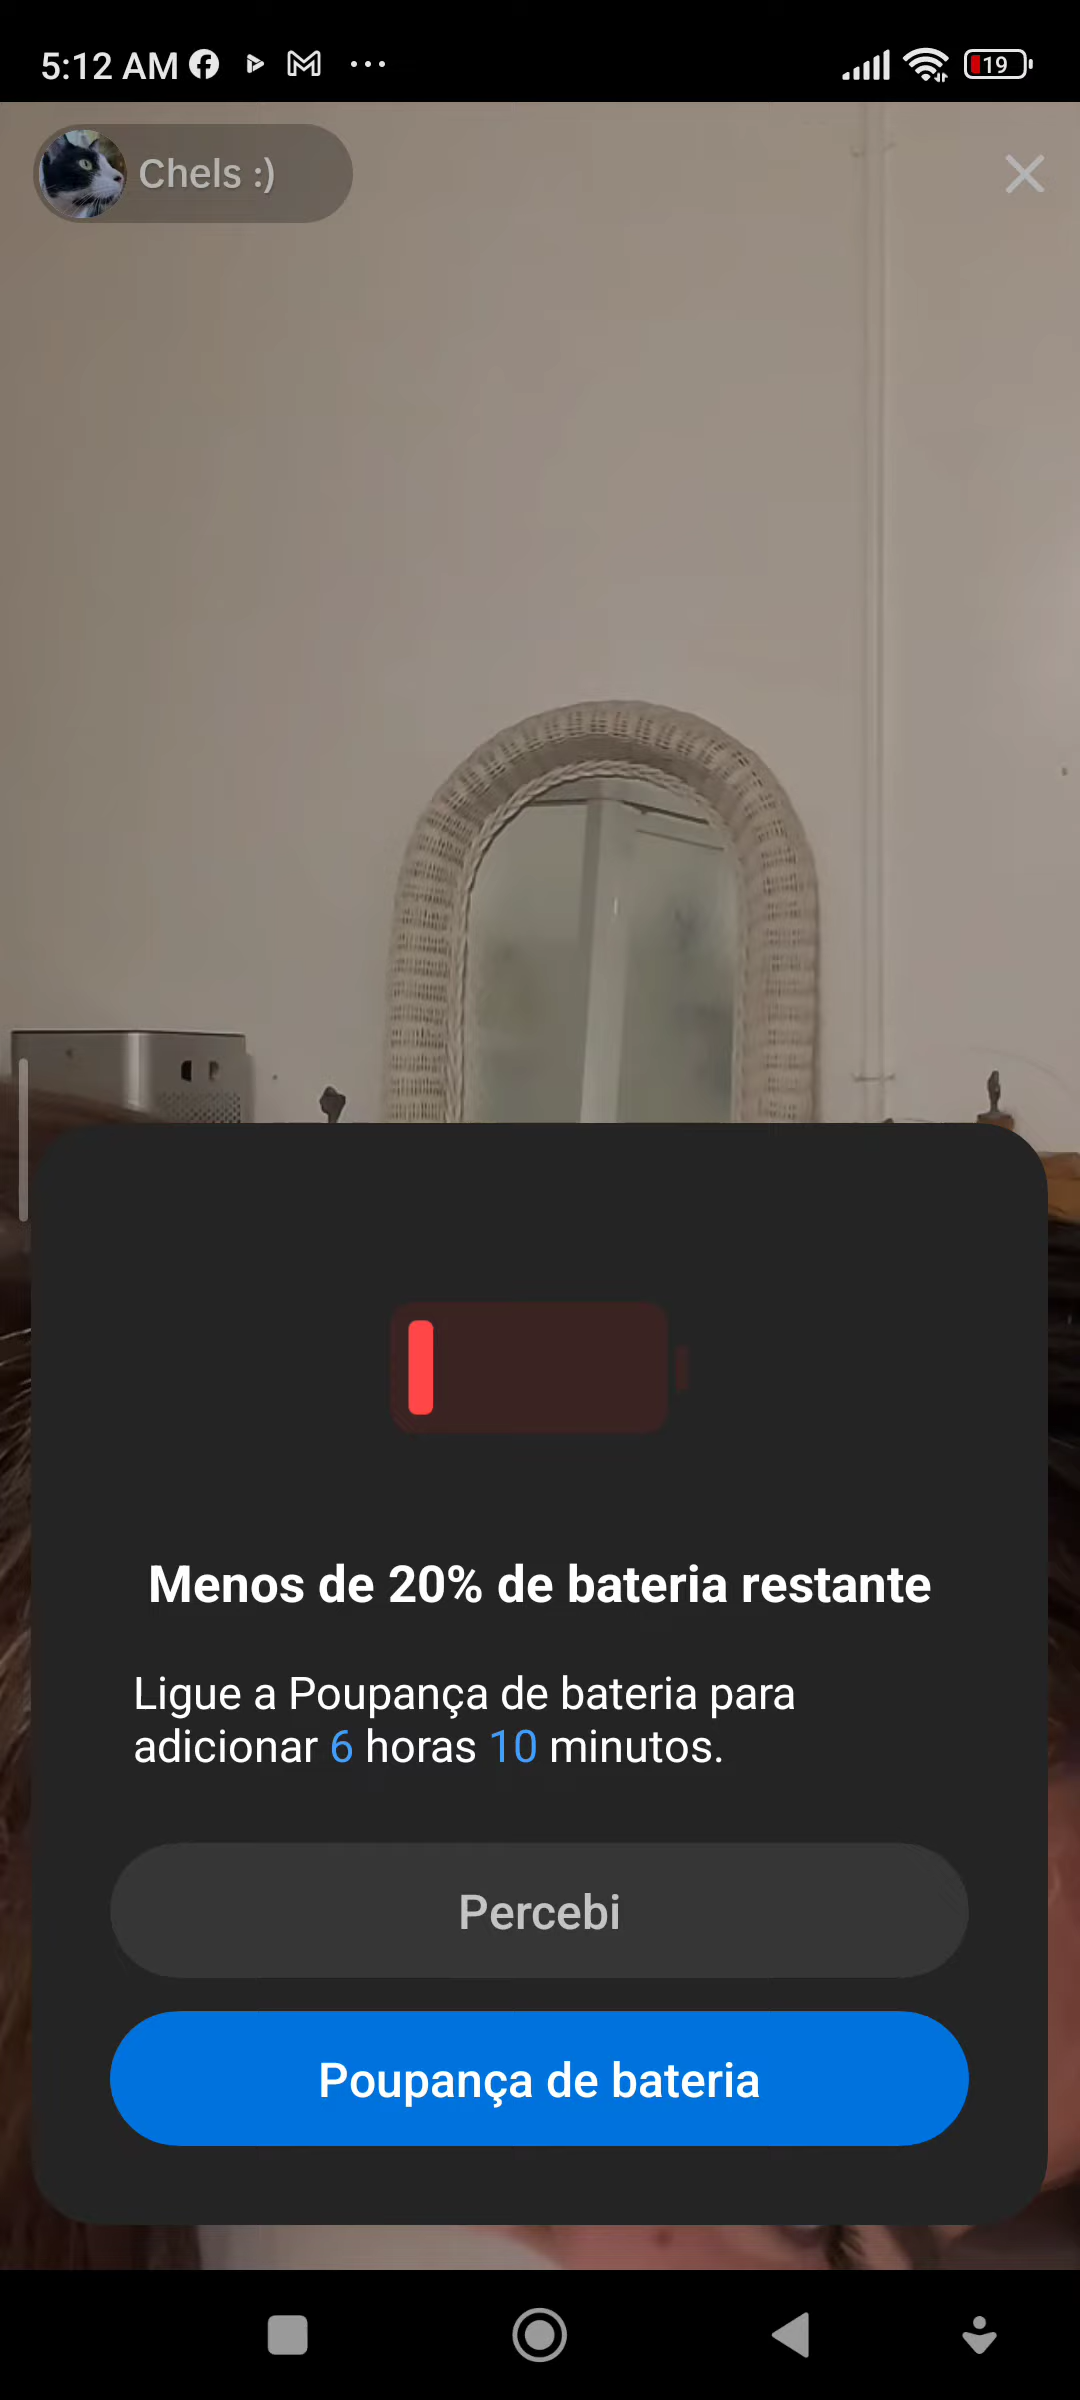 5:12 AM
19
Chels :)
Menos de 20% de bateria restante
Ligue a Poupança de bateria para
adicionar 6 horas 10 minutos.
Percebi
Poupança de bateria